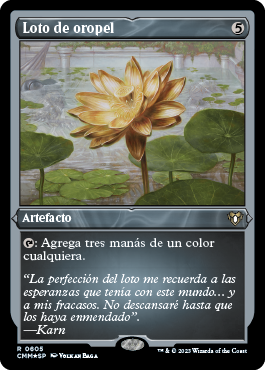 Loto de oropel 5
Artefacto
: Agrega tres manás de un color
cualquiera.
“La perfección del loto me recuerda a las
esperanzas que tenía con este mundo... y
a mis fracasos. No descansaré hasta que
los haya enmendado”.
—Karn
R 0605
CMM★SP VOLKAN BAGA
™ & © 2023 Wizards of the Coast